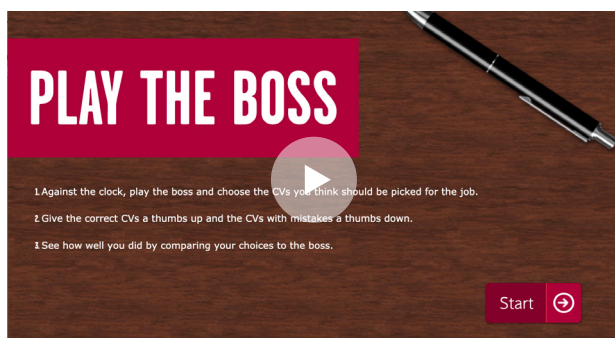 PLAY THE BOSS
1. Against the clock, play the boss and choose the CVs you think should be picked for the job.
2. Give the correct CVs a thumbs up and the CVs with mistakes a thumbs down.
3. See how well you did by comparing your choices to the boss.
Start